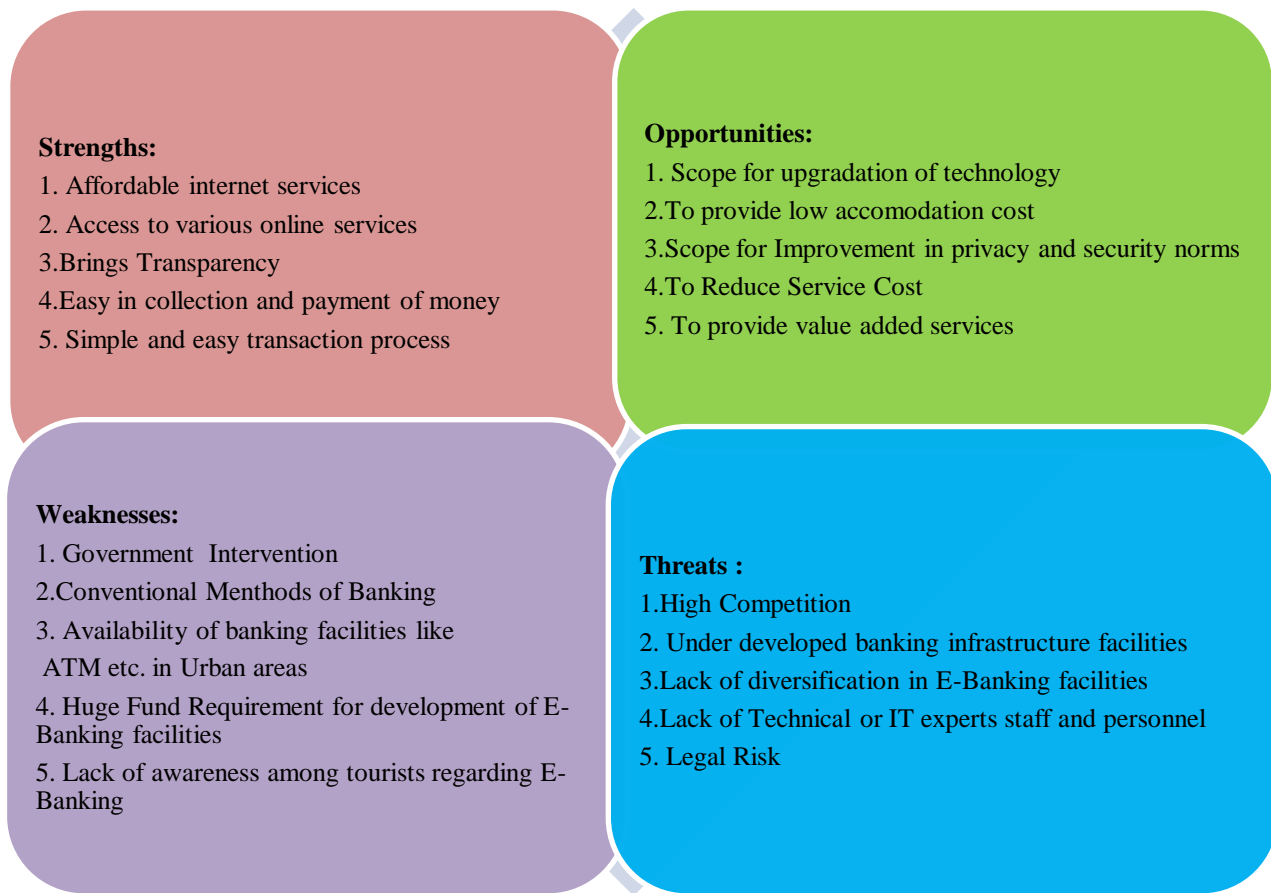 Strengths:
1. Affordable internet services
2. Access to various online services
3.Brings Transparency
4.Easy in collection and payment of money
5. Simple and easy transaction process
Opportunities:
1. Scope for upgradation of technology
2.To provide low accomodation cost
3.Scope for Improvement in privacy and security norms
4.To Reduce Service Cost
5. To provide value added services
Weaknesses:
1. Government Intervention
2.Conventional Menthods of Banking
3. Availability of banking facilities like
ATM etc. in Urban areas
4. Huge Fund Requirement for development of E-
Banking facilities
5. Lack of awareness among tourists regarding E-
Banking
Threats :
1.High Competition
2. Under developed banking infrastructure facilities
3.Lack of diversification in E-Banking facilities
4.Lack of Technical or IT experts staff and personnel
5. Legal Risk